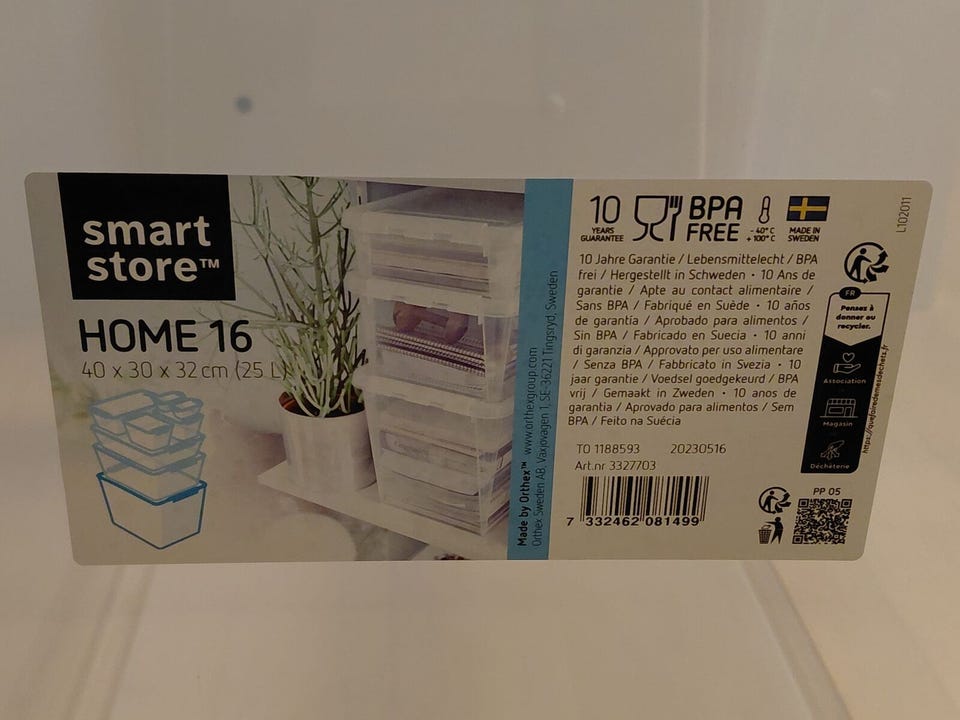 smart
store™
HOME 16
40 x 30 x 32 cm (25 L)
Made by Orthex™ www.orthexgroup.com
Orthex Sweden AB, Växjövägen 1, SE-36221 Tingsryd, Sweden
10
YEARS
GUARANTEE
BPA
FREE
- 40° C
+ 100° C
MADE IN
SWEDEN
10 Jahre Garantie / Lebensmittelecht / BPA
frei / Hergestellt in Schweden · 10 Ans de
garantie / Apte au contact alimentaire /
Sans BPA / Fabriqué en Suède · 10 años
de garantía / Aprobado para alimentos /
Sin BPA / Fabricado en Suecia · 10 anni
di garanzia / Approvato per uso alimentare
/ Senza BPA / Fabbricato in Svezia · 10
jaar garantie / Voedsel goedgekeurd / BPA
vrij / Gemaakt in Zweden · 10 anos de
garantia / Aprovado para alimentos / Sem
BPA / Feito na Suécia
TO 1188593 20230516
Art.nr 3327703
7 332462 081499
L102011
FR
Pensez à
donner ou
recycler.
Association
Magasin
Déchèterie
https://quefairedemesdechets.fr
PP 05